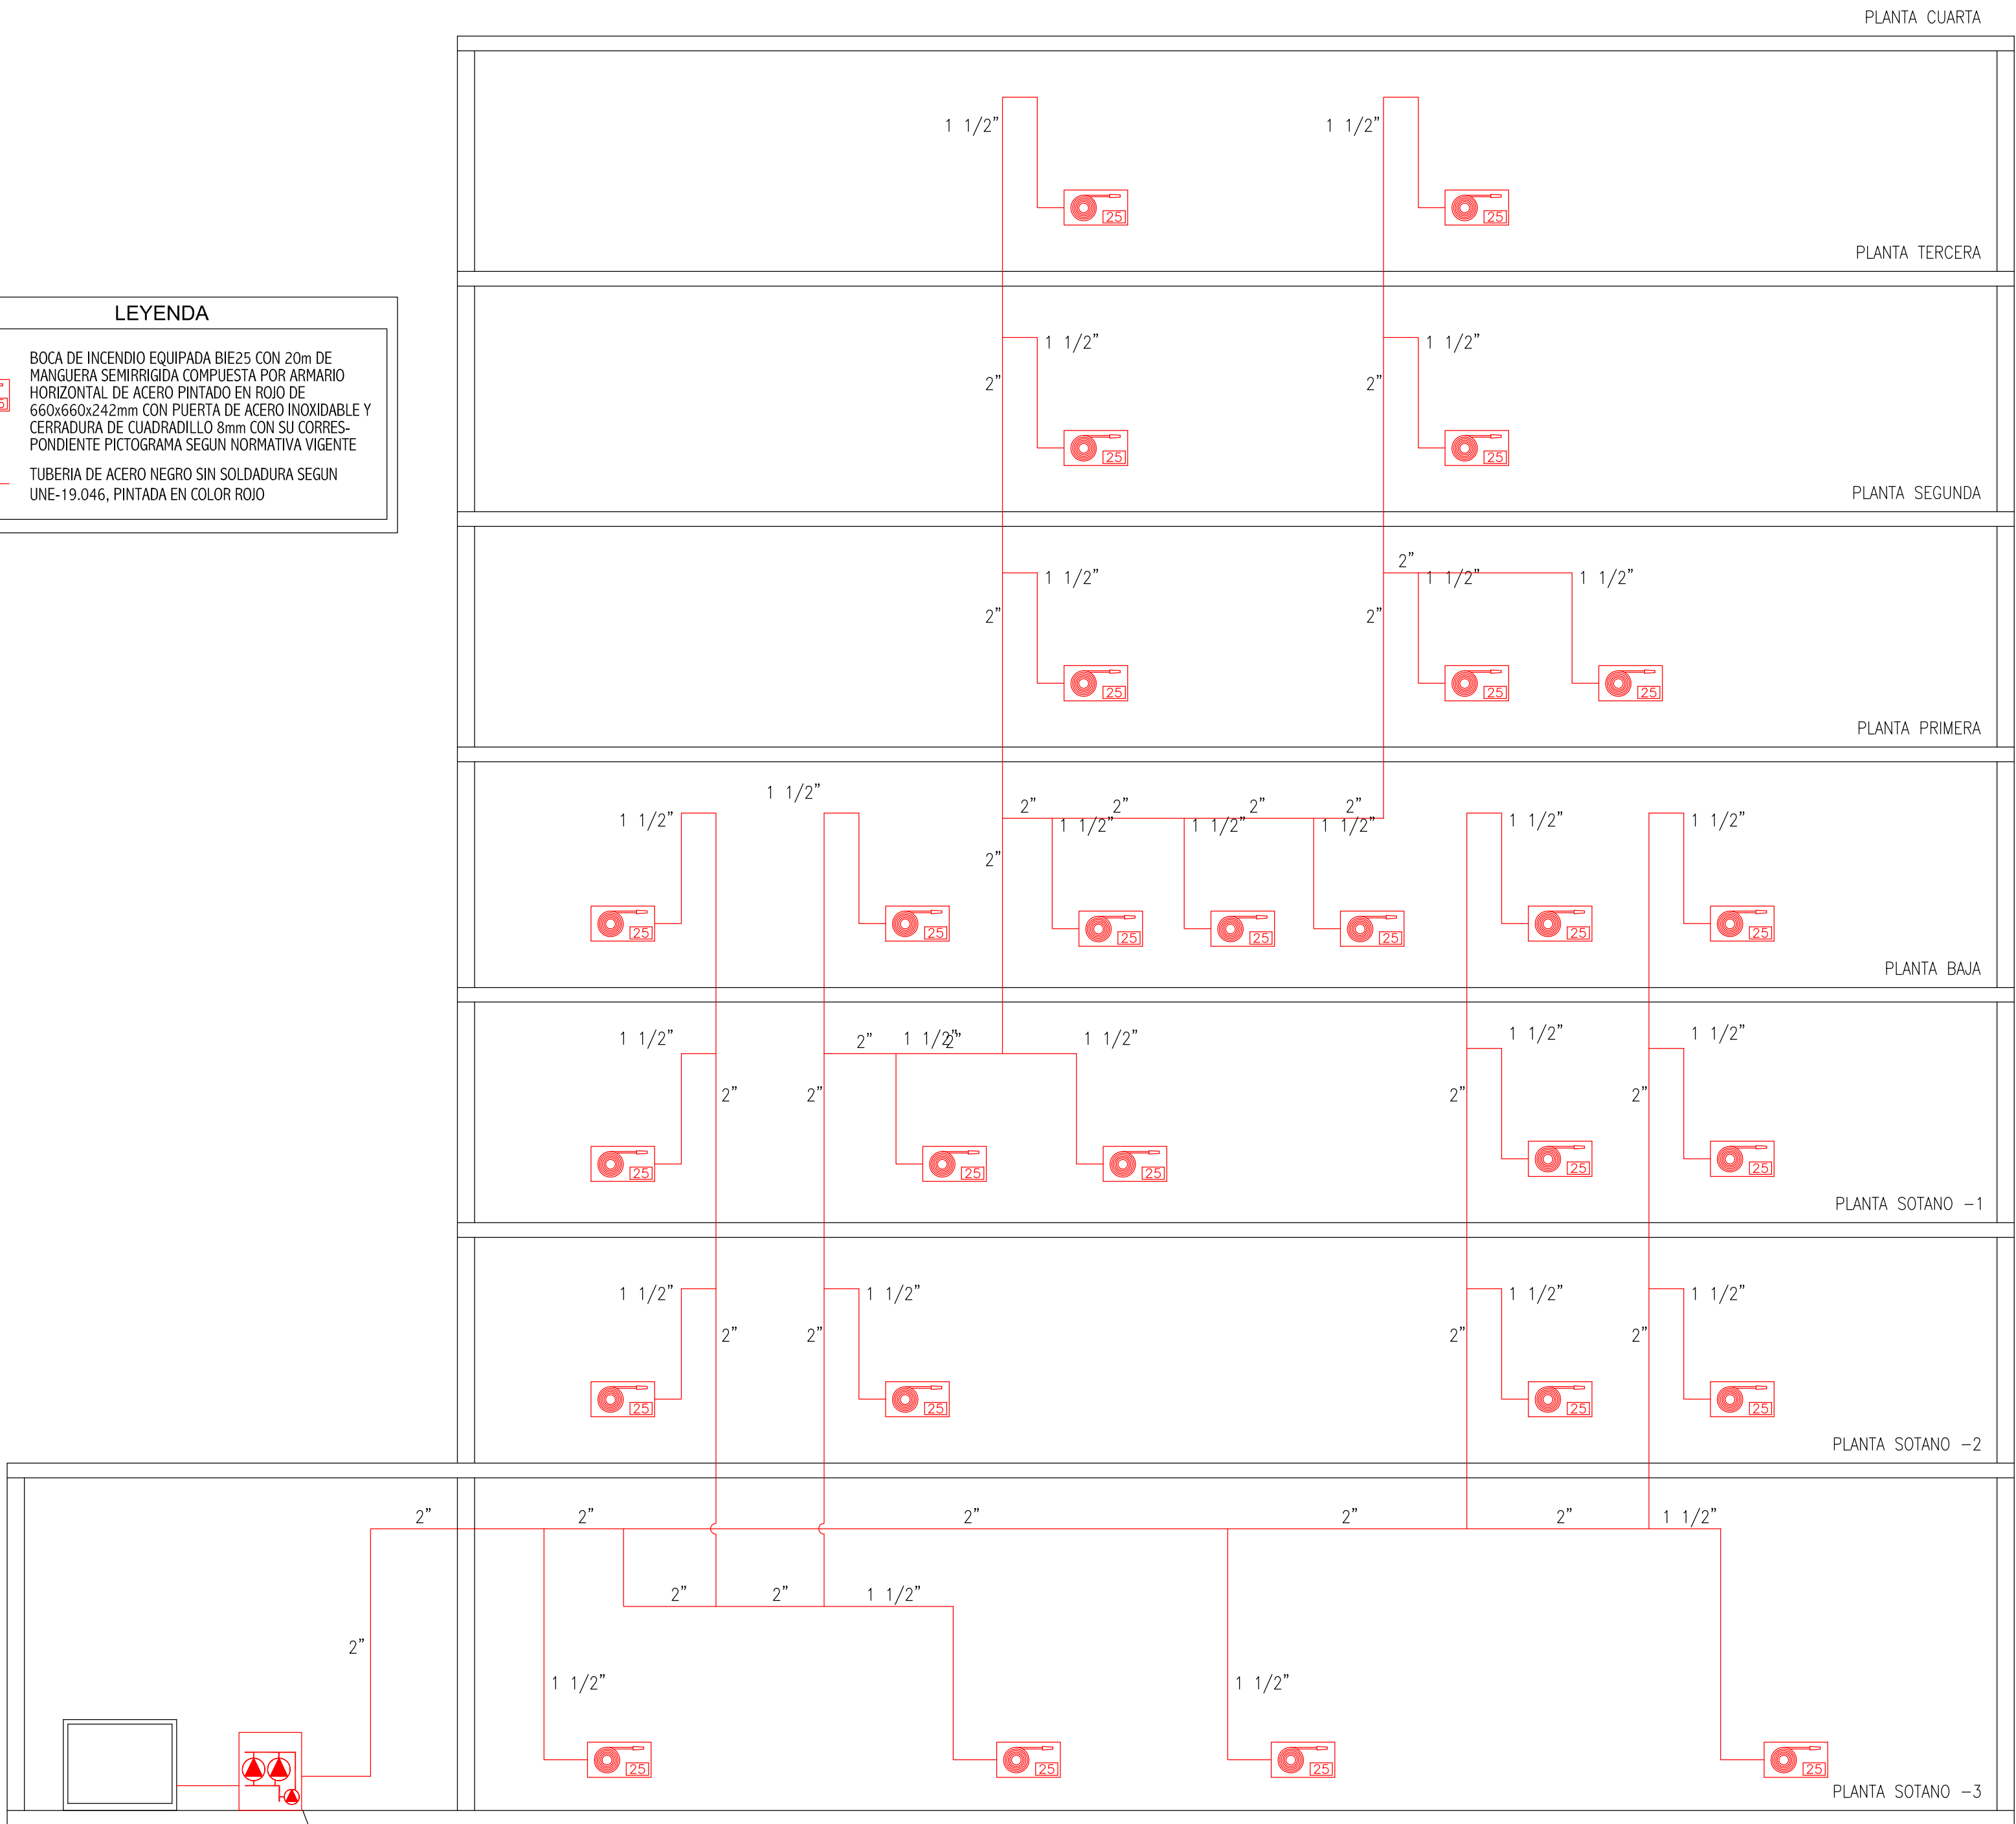 PLANTA CUARTA
1 1/2” 1 1/2”
25 25
PLANTA TERCERA
LEYENDA
BOCA DE INCENDIO EQUIPADA BIE25 CON 20m DE
MANGUERA SEMIRRIGIDA COMPUESTA POR ARMARIO
HORIZONTAL DE ACERO PINTADO EN ROJO DE
660x660x242mm CON PUERTA DE ACERO INOXIDABLE Y
CERRADURA DE CUADRADILLO 8mm CON SU CORRES-
PONDIENTE PICTOGRAMA SEGUN NORMATIVA VIGENTE
TUBERIA DE ACERO NEGRO SIN SOLDADURA SEGUN
UNE-19.046, PINTADA EN COLOR ROJO
1 1/2” 1 1/2”
2” 2”
25 25
PLANTA SEGUNDA
2”
1 1/2” 1 1/2” 1 1/2”
2” 2”
25 25 25
PLANTA PRIMERA
1 1/2”
2” 2” 2” 2”
1 1/2” 1 1/2” 1 1/2” 1 1/2” 1 1/2” 1 1/2”
2”
25 25 25 25 25 25 25
PLANTA BAJA
1 1/2” 2” 1 1/2” 2” 1 1/2” 1 1/2” 1 1/2”
2” 2” 2” 2”
25 25 25 25 25
PLANTA SOTANO -1
1 1/2” 1 1/2” 1 1/2” 1 1/2”
2” 2” 2” 2”
25 25 25 25
PLANTA SOTANO -2
2” 2” 2” 2” 2” 1 1/2”
2” 2” 1 1/2”
2”
1 1/2” 1 1/2”
25 25 25 25
PLANTA SOTANO -3